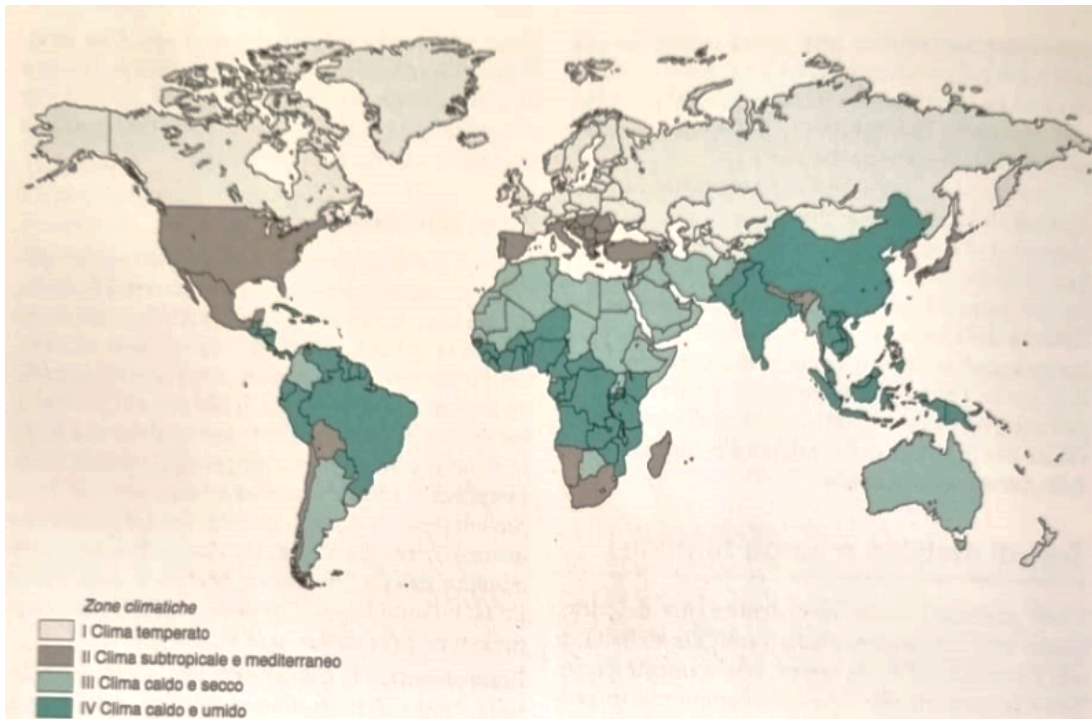 Zone climatiche
I Clima temperato
II Clima subtropicale e mediterraneo
III Clima caldo e secco
IV Clima caldo e umido